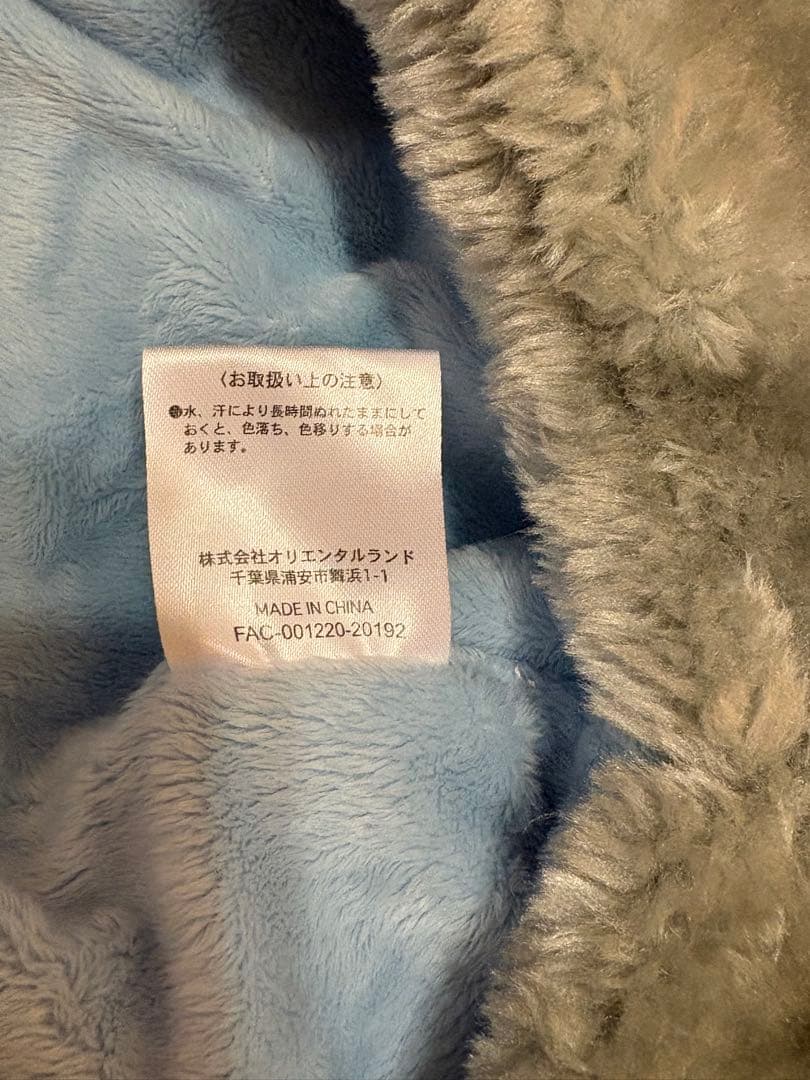 〈お取扱い上の注意〉
●水、汗により長時間ぬれたままにして
おくと、色落ち、色移りする場合が
あります。
株式会社オリエンタルランド
千葉県浦安市舞浜1-1
MADE IN CHINA
FAC-001220-20192